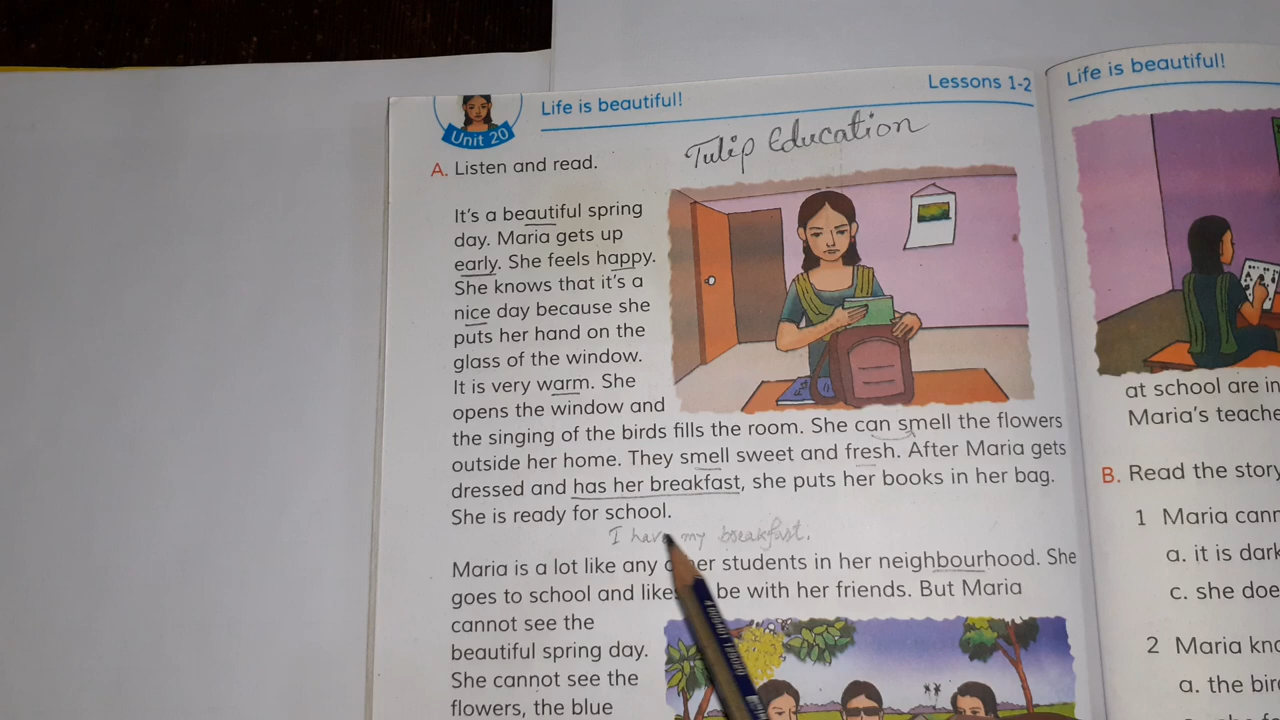 Life is beautiful!
Lessons 1-2
Unit 20
Tulip Education
A. Listen and read.
It's a beautiful spring
day. Maria gets up
early. She feels happy.
She knows that it's a
nice day because she
puts her hand on the
glass of the window.
It is very warm. She
opens the window and
the singing of the birds fills the room. She can smell the flowers
outside her home. They smell sweet and fresh. After Maria gets
dressed and has her breakfast, she puts her books in her bag.
She is ready for school.
I have my breakfast.
Maria is a lot like any other students in her neighbourhood. She
goes to school and likes be with her friends. But Maria
cannot see the
beautiful spring day.
She cannot see the
flowers, the blue
Life is beautiful!
at school are in
Maria's teache
B. Read the story
1 Maria cann
a. it is dark
c. she doe
2 Maria kno
a. the bir